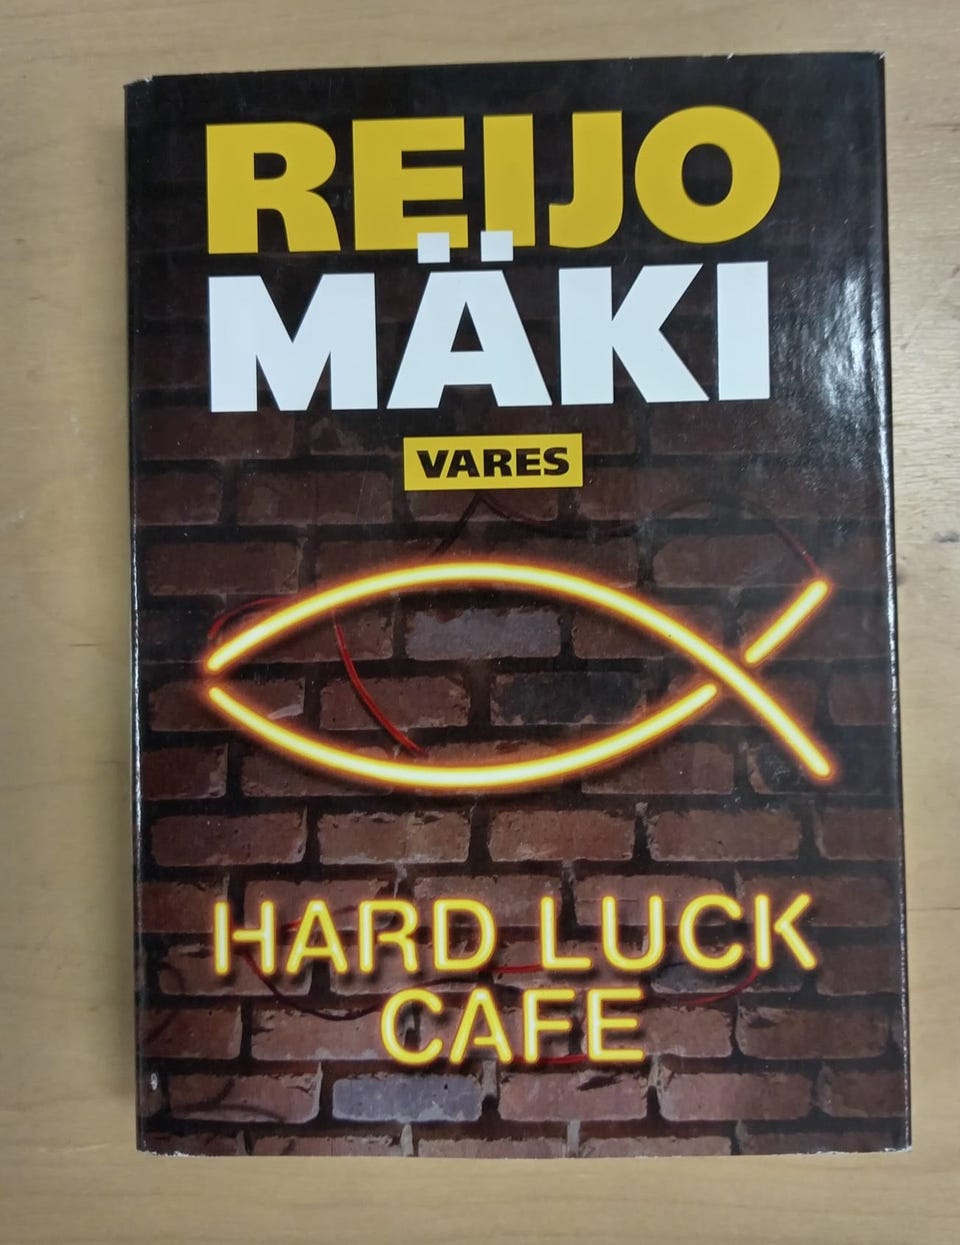 REIJO
MÄKI
VARES
HARD LUCK
CAFE